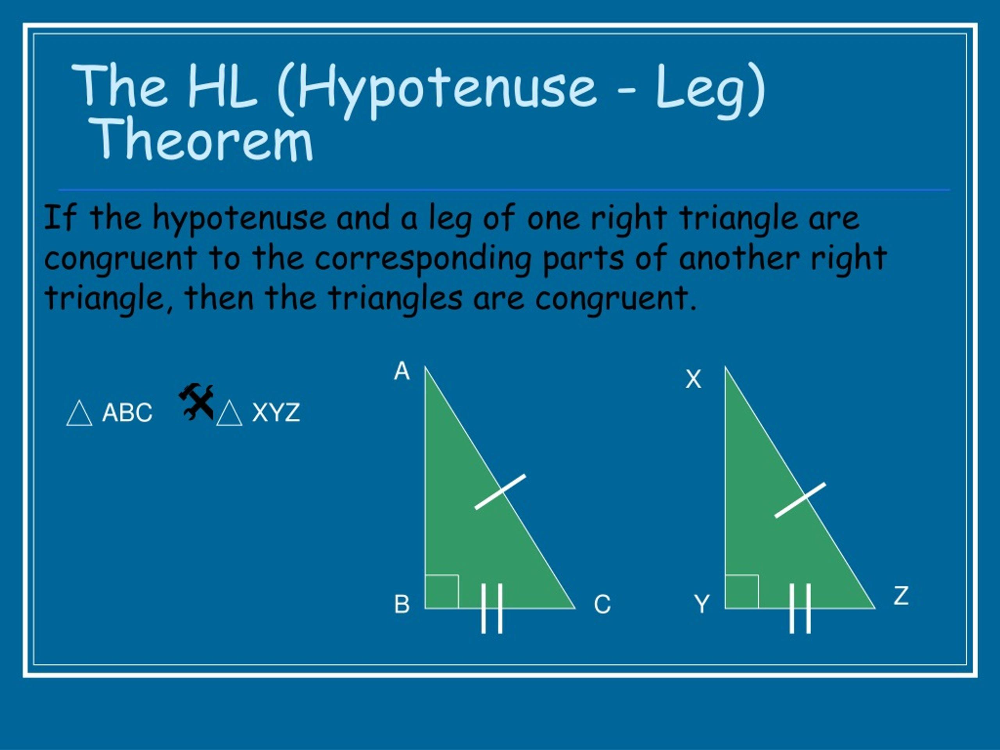 The HL (Hypotenuse - Leg)
Theorem
If the hypotenuse and a leg of one right triangle are
congruent to the corresponding parts of another right
triangle, then the triangles are congruent.
△ ABC 🛠 △ XYZ
A
X
B
C
Y
Z